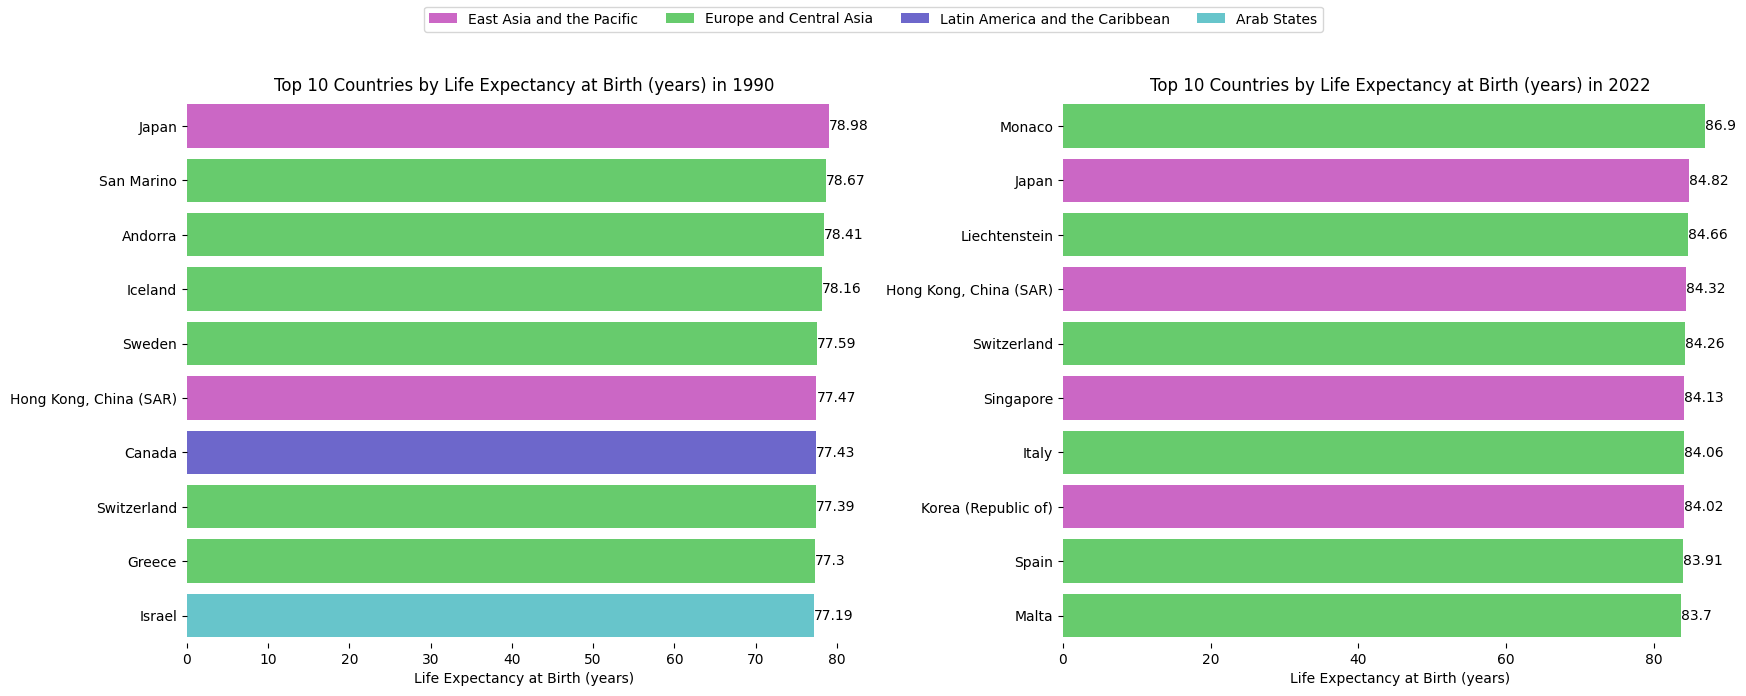 East Asia and the Pacific Europe and Central Asia Latin America and the Caribbean Arab States
Top 10 Countries by Life Expectancy at Birth (years) in 1990
Japan 78.98
San Marino 78.67
Andorra 78.41
Iceland 78.16
Sweden 77.59
Hong Kong, China (SAR) 77.47
Canada 77.43
Switzerland 77.39
Greece 77.3
Israel 77.19
0 10 20 30 40 50 60 70 80
Life Expectancy at Birth (years)
Top 10 Countries by Life Expectancy at Birth (years) in 2022
Monaco 86.9
Japan 84.82
Liechtenstein 84.66
Hong Kong, China (SAR) 84.32
Switzerland 84.26
Singapore 84.13
Italy 84.06
Korea (Republic of) 84.02
Spain 83.91
Malta 83.7
0 20 40 60 80
Life Expectancy at Birth (years)